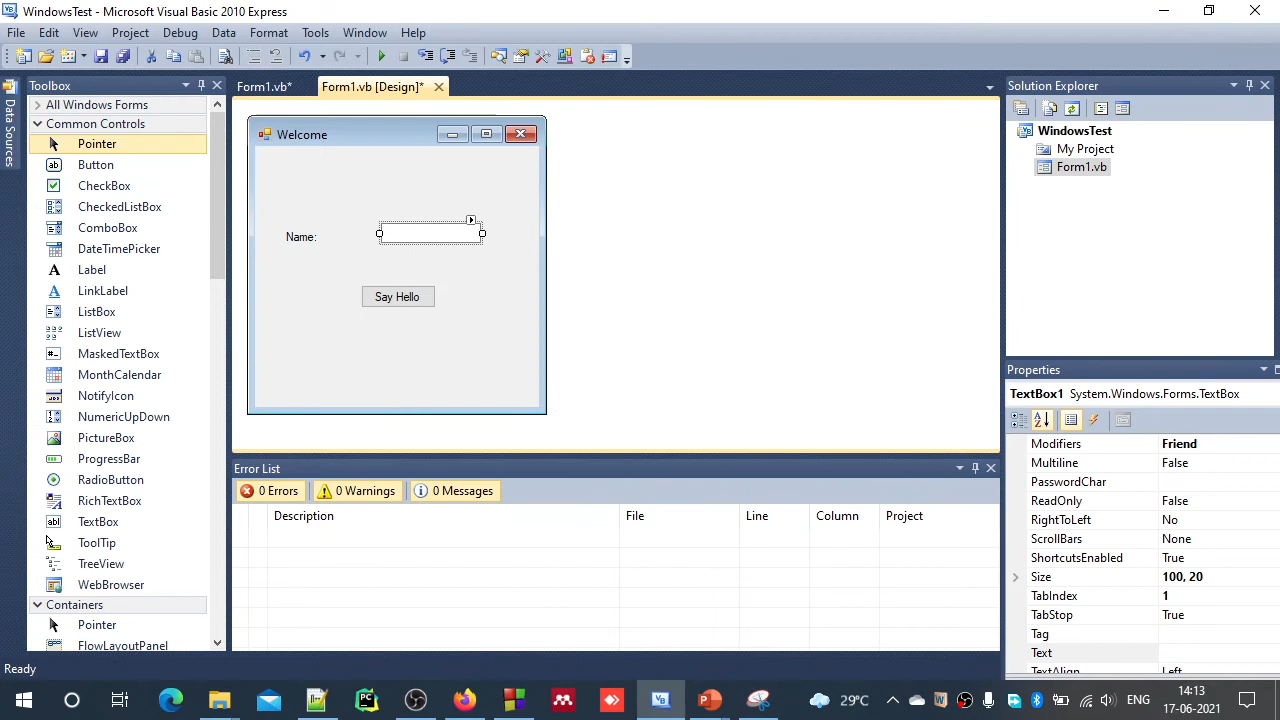 WindowsTest - Microsoft Visual Basic 2010 Express
File Edit View Project Debug Data Format Tools Window Help
Data Sources
Toolbox
All Windows Forms
Common Controls
Pointer
Button
CheckBox
CheckedListBox
ComboBox
DateTimePicker
Label
LinkLabel
ListBox
ListView
MaskedTextBox
MonthCalendar
NotifyIcon
NumericUpDown
PictureBox
ProgressBar
RadioButton
RichTextBox
TextBox
ToolTip
TreeView
WebBrowser
Containers
Pointer
FlowLayoutPanel
Form1.vb* Form1.vb [Design]*
Welcome
Name:
Say Hello
Error List
0 Errors 0 Warnings 0 Messages
Description File Line Column Project
Solution Explorer
WindowsTest
My Project
Form1.vb
Properties
TextBox1 System.Windows.Forms.TextBox
Modifiers Friend
Multiline False
PasswordChar
ReadOnly False
RightToLeft No
ScrollBars None
ShortcutsEnabled True
Size 100, 20
TabIndex 1
TabStop True
Tag
Text
TextAlign Left
Ready
29°C ENG 14:13
17-06-2021